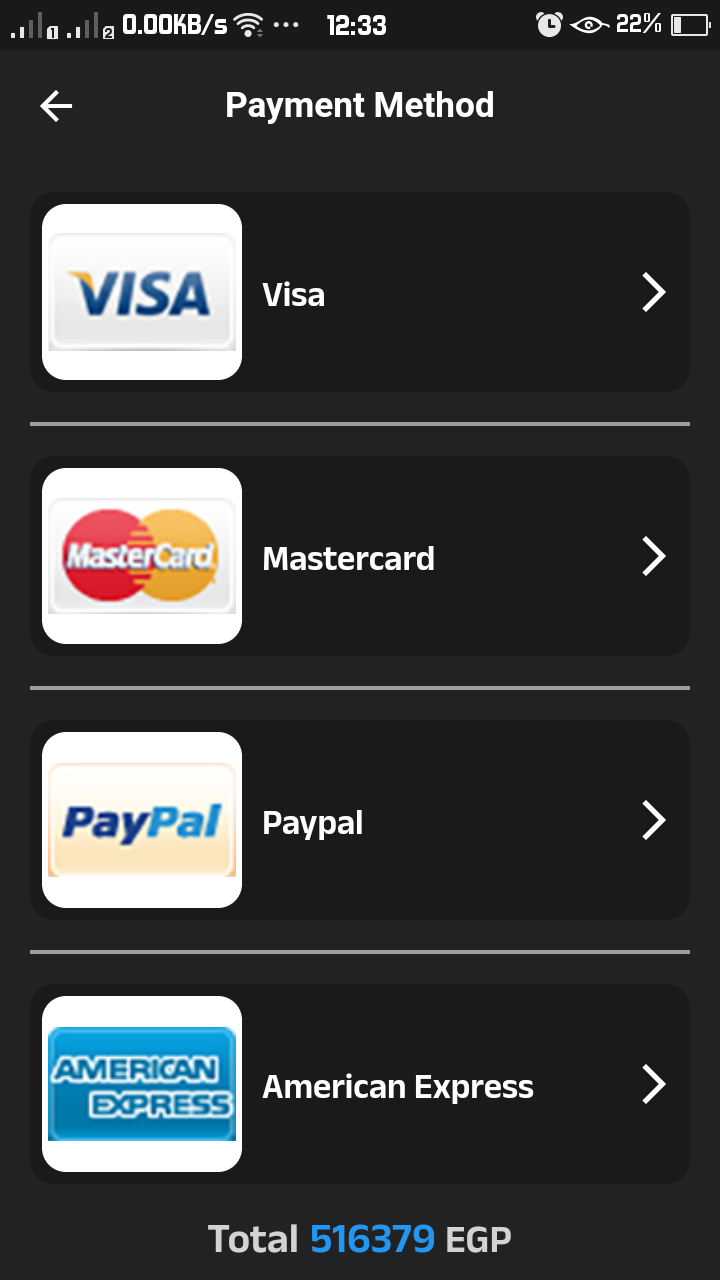 1 2 0.00KB/s ... 12:33 22%
Payment Method
VISA
Visa
MasterCard
Mastercard
PayPal
Paypal
AMERICAN
EXPRESS
American Express
Total 516379 EGP